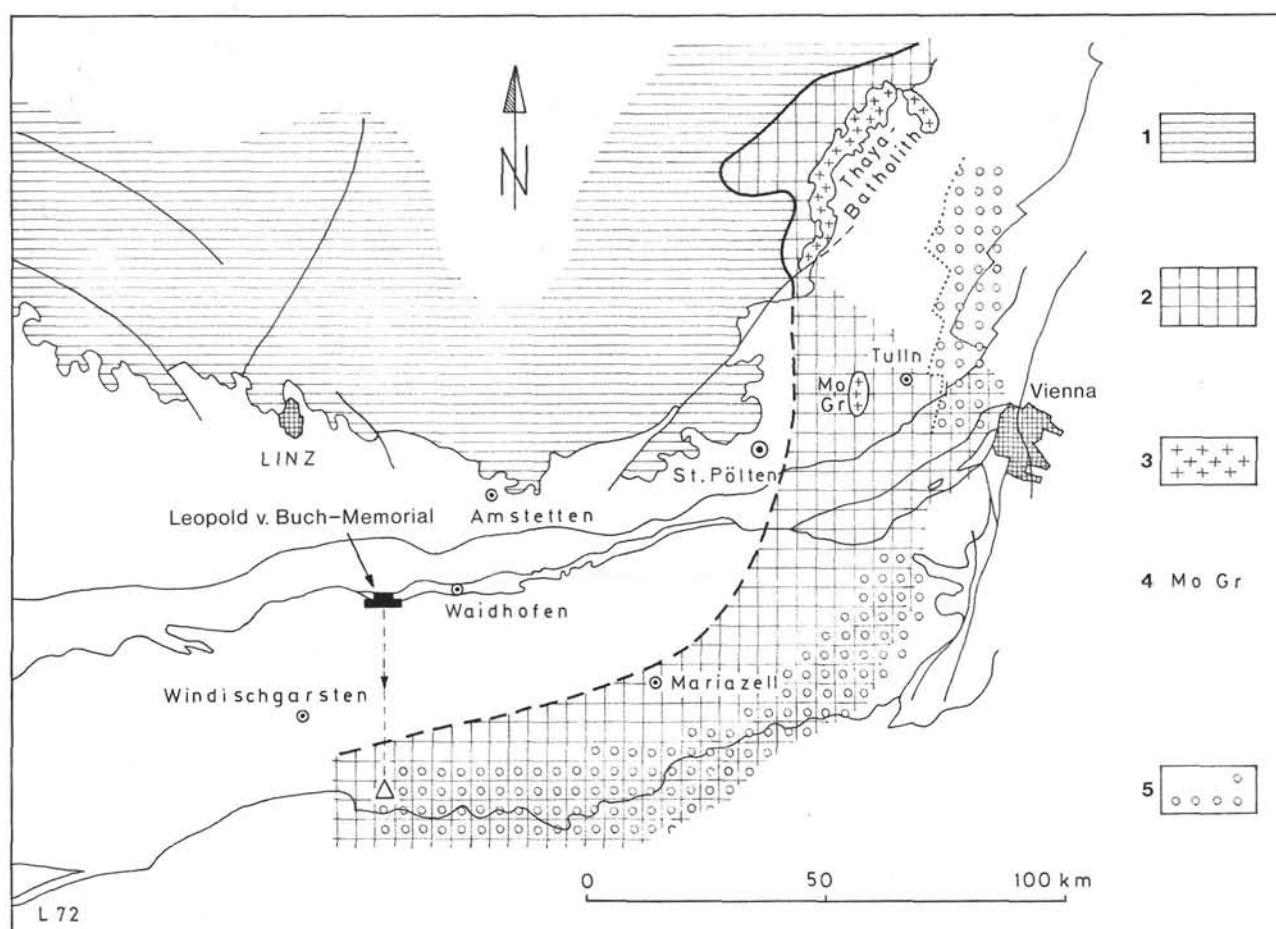 N
Thaya-
Batholith
1
2
Tulln
Mo
Gr
Vienna
LINZ
St. Pölten
3
Leopold v. Buch–Memorial
Amstetten
Waidhofen
4 Mo Gr
Windischgarsten
Mariazell
5
0 50 100 km
L 72